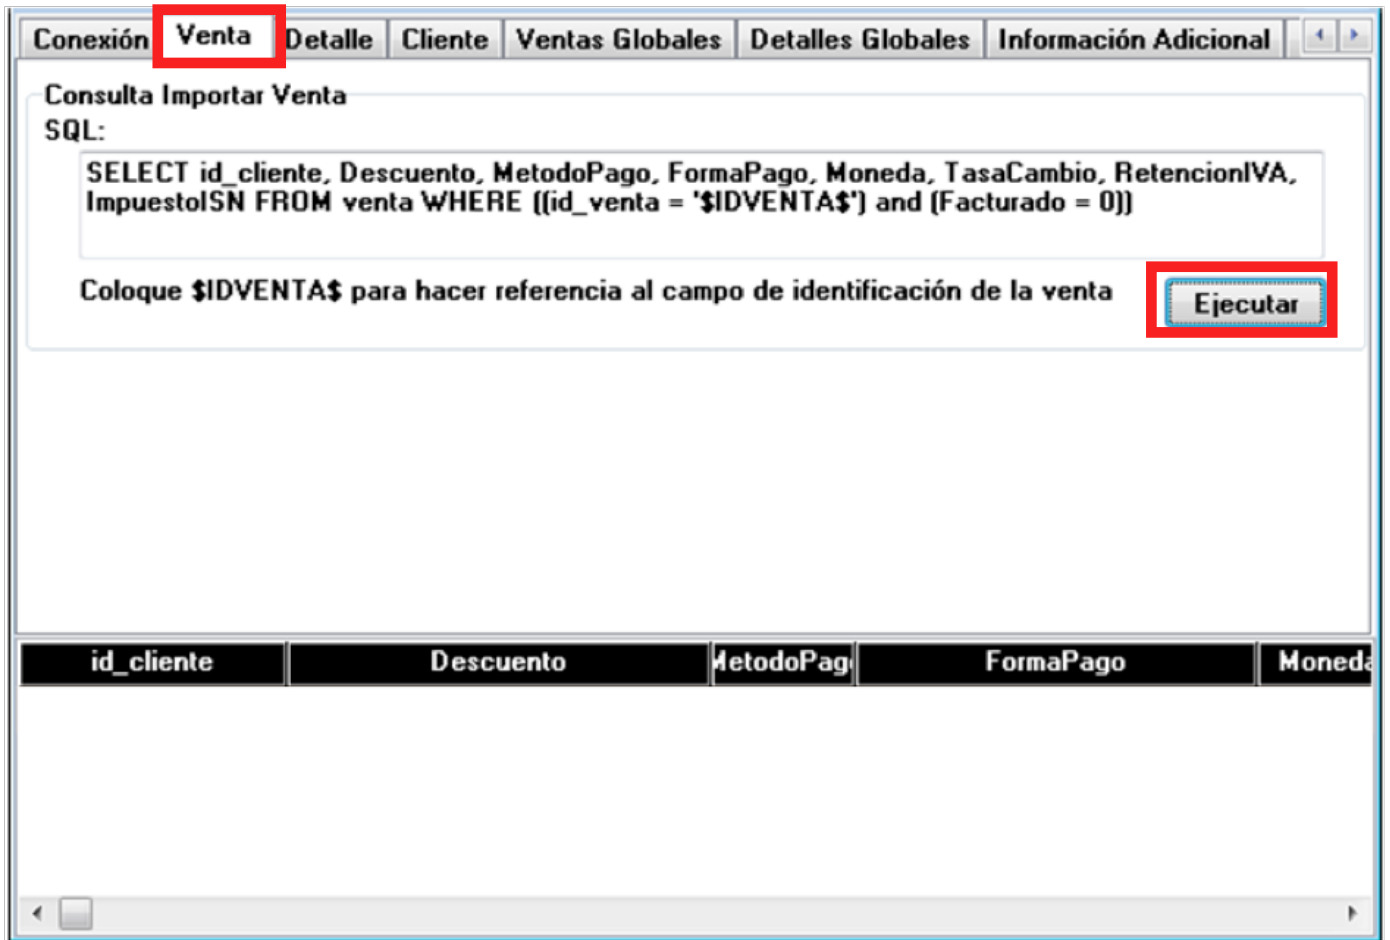 Conexión Venta Detalle Cliente Ventas Globales Detalles Globales Información Adicional
Consulta Importar Venta
SQL:
SELECT id_cliente, Descuento, MetodoPago, FormaPago, Moneda, TasaCambio, RetencionIVA,
ImpuestoISN FROM venta WHERE ((id_venta = '$IDVENTA$') and (Facturado = 0))
Coloque $IDVENTA$ para hacer referencia al campo de identificación de la venta
Ejecutar
id_cliente Descuento MetodoPag FormaPago Moneda